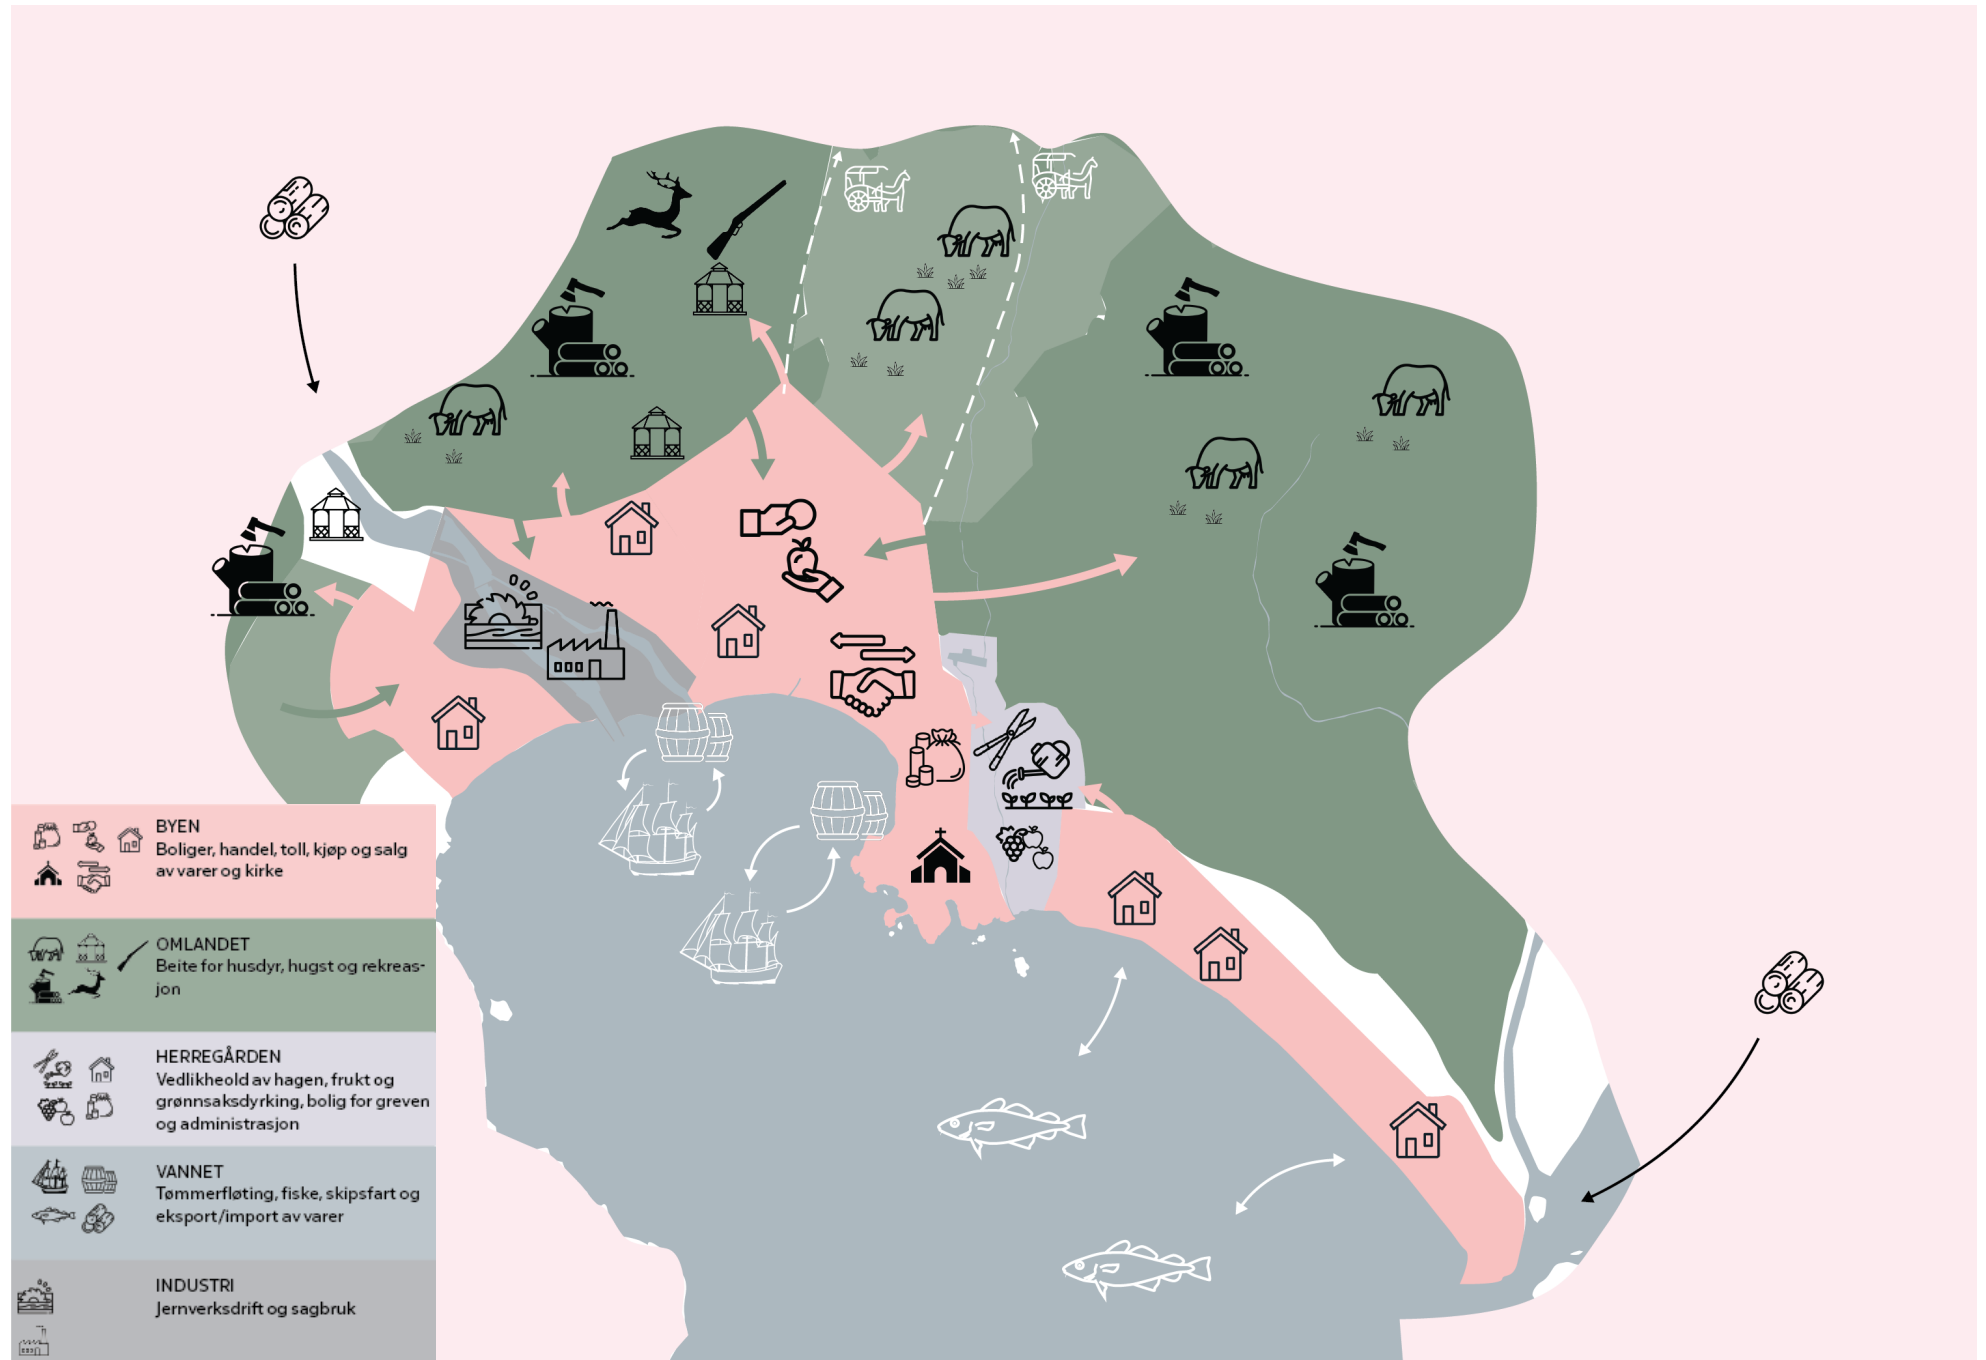 BYEN
Boliger, handel, toll, kjøp og salg
av varer og kirke
OMLANDET
Beite for husdyr, hugst og rekreas-
jon
HERREGÅRDEN
Vedlikheold av hagen, frukt og
grønnsaksdyrking, bolig for greven
og administrasjon
VANNET
Tømmerfløting, fiske, skipsfart og
eksport/import av varer
INDUSTRI
Jernverksdrift og sagbruk